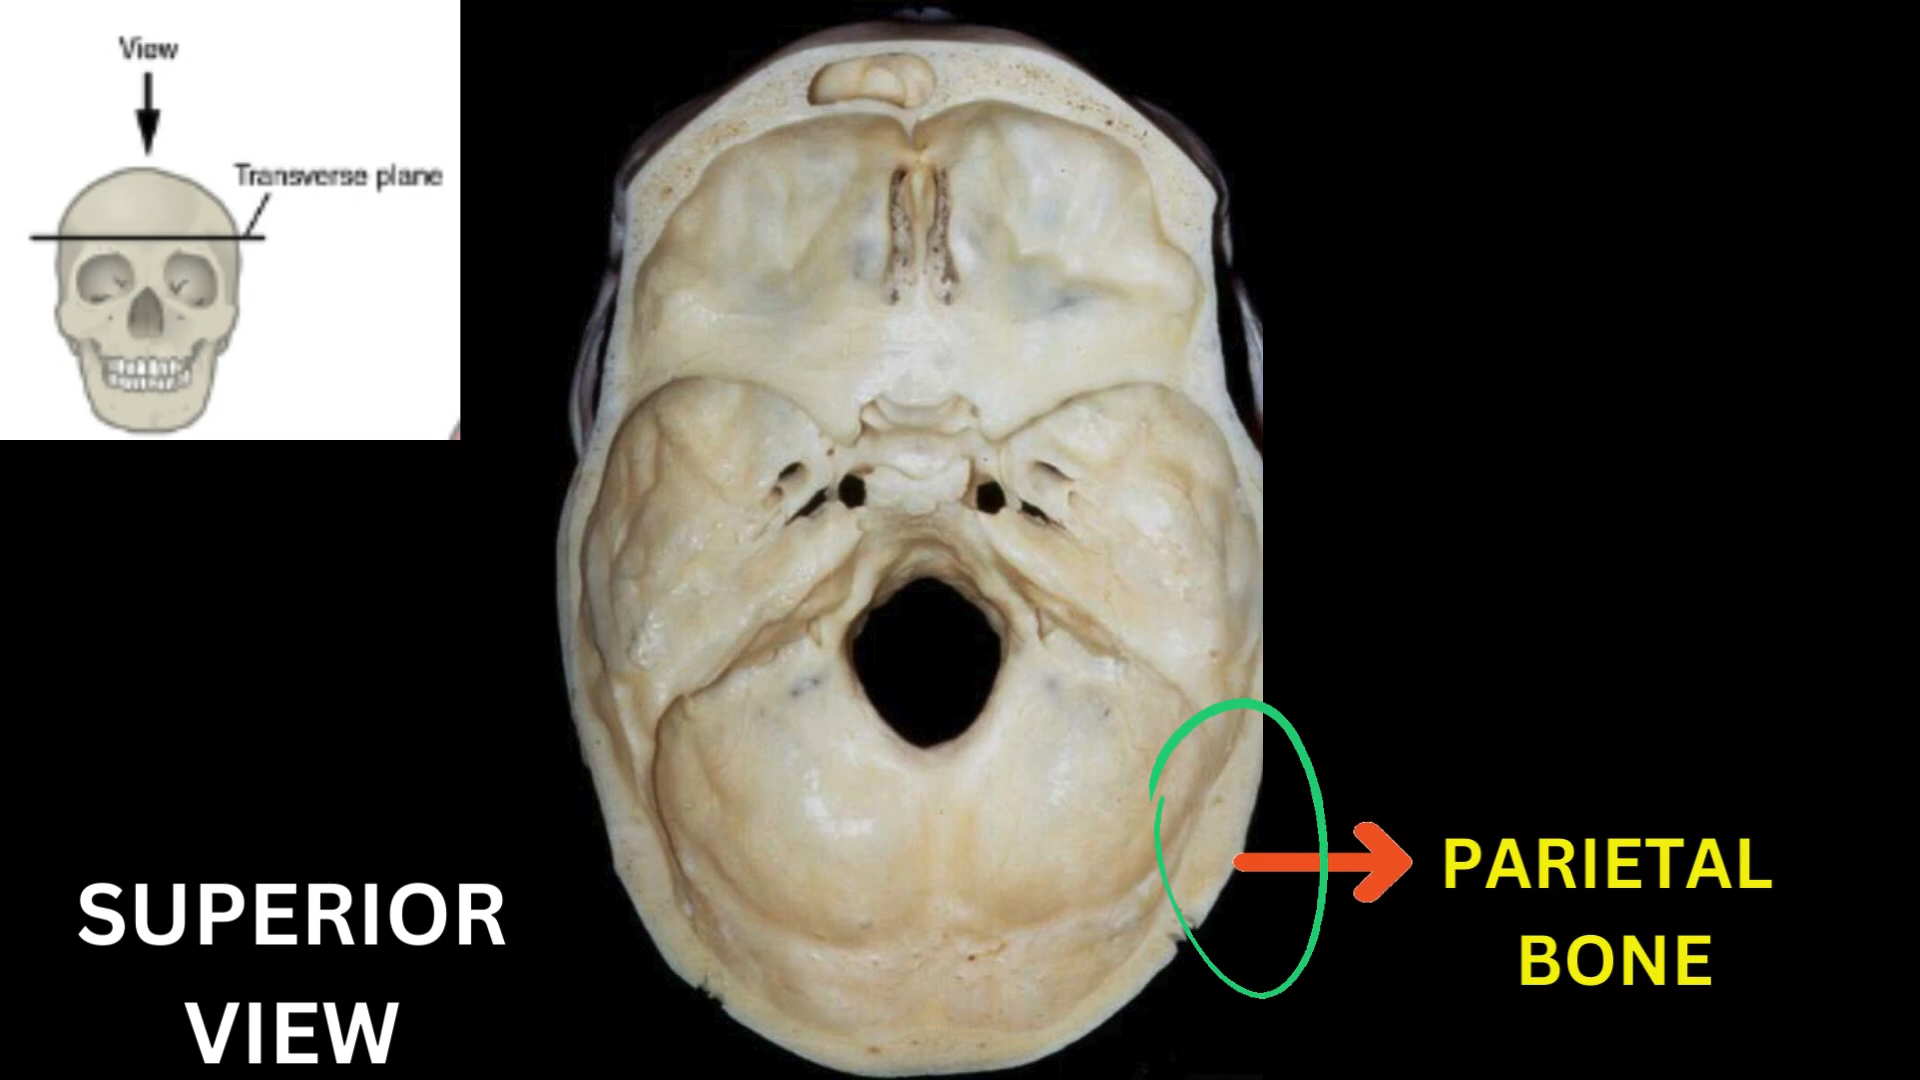 View
Transverse plane
SUPERIOR
VIEW
PARIETAL
BONE